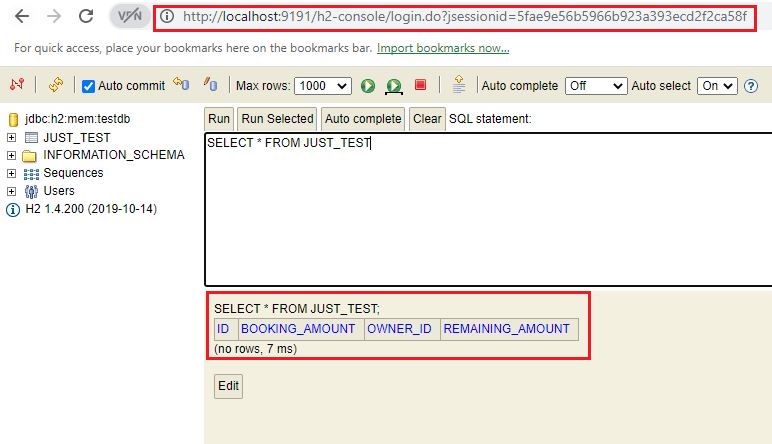 VPN http://localhost:9191/h2-console/login.do?jsessionid=5fae9e56b5966b923a393ecd2f2ca58f
For quick access, place your bookmarks here on the bookmarks bar. Import bookmarks now...
Auto commit Max rows: 1000 Auto complete Off Auto select On
jdbc:h2:mem:testdb
JUST_TEST
INFORMATION_SCHEMA
Sequences
Users
H2 1.4.200 (2019-10-14)
Run Run Selected Auto complete Clear SQL statement:
SELECT * FROM JUST_TEST
SELECT * FROM JUST_TEST;
ID BOOKING_AMOUNT OWNER_ID REMAINING_AMOUNT
(no rows, 7 ms)
Edit